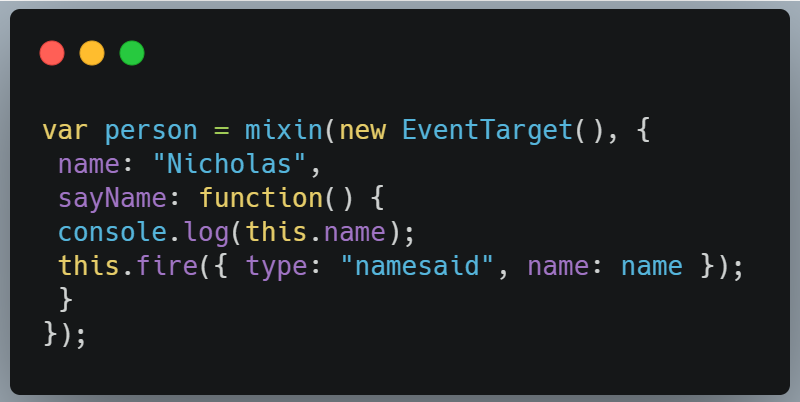 var person = mixin(new EventTarget(), {
 name: "Nicholas",
 sayName: function() {
 console.log(this.name);
 this.fire({ type: "namesaid", name: name });
 }
});